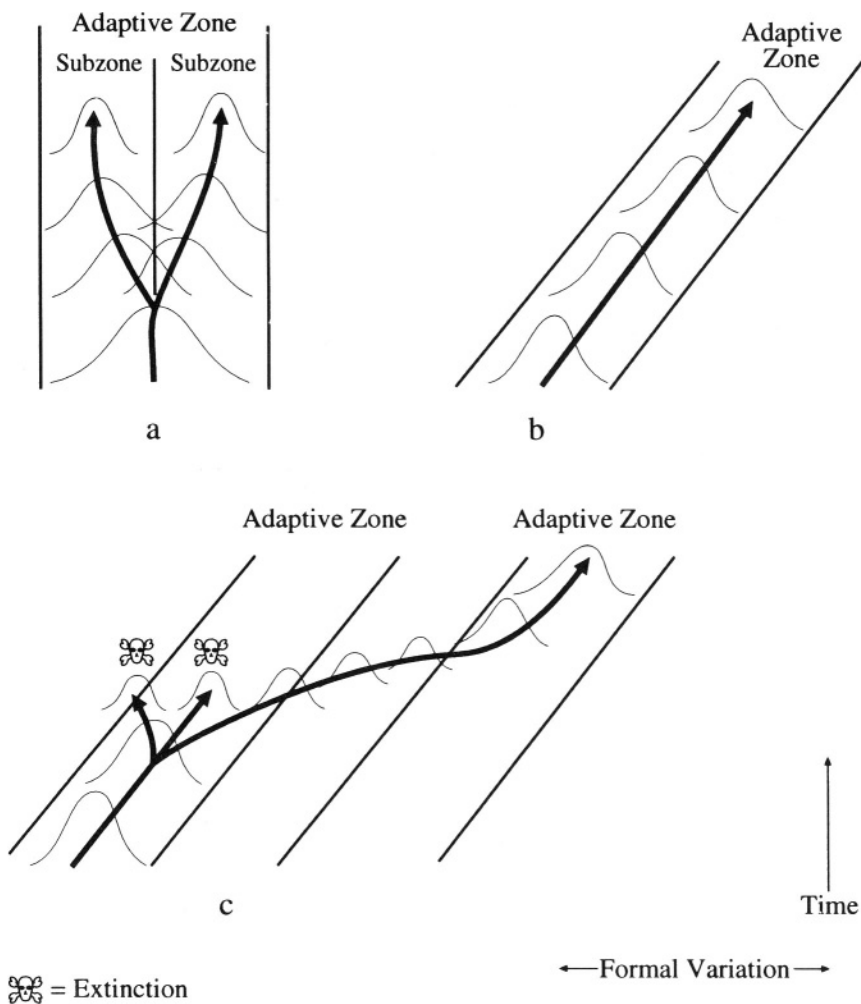 Adaptive Zone
Subzone Subzone
a
Adaptive
Zone
b
Adaptive Zone Adaptive Zone
c
Time
Formal Variation
= Extinction